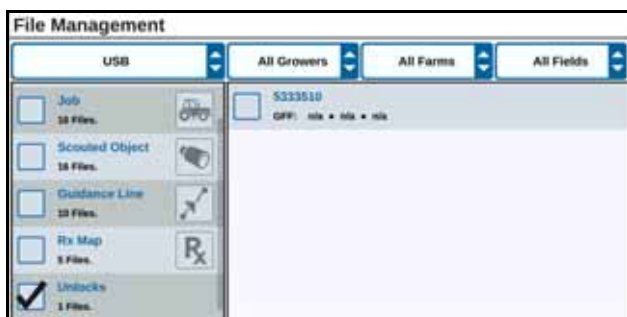 File Management
USB
All Growers
All Farms
All Fields
Job
10 Files.
Scouted Object
16 Files.
Guidance Line
10 Files.
Rx Map
5 Files.
Rx
Unlocks
1 Files.
5333510
GFF: n/a • n/a • n/a